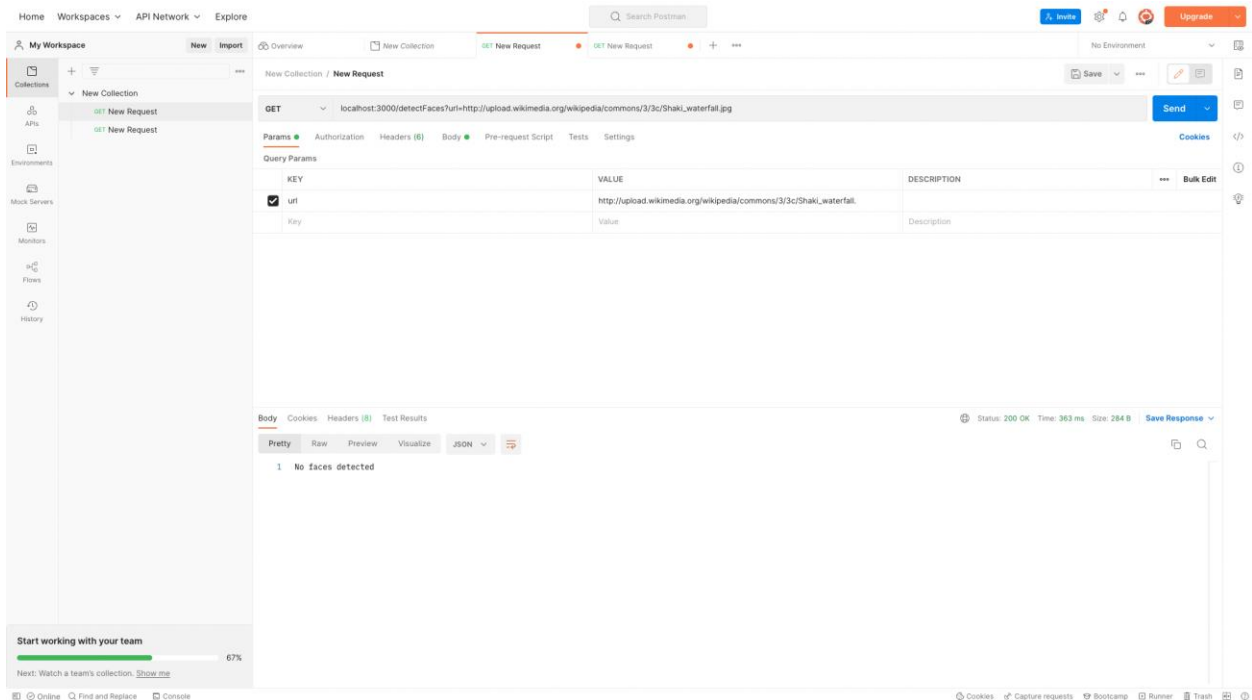 Home Workspaces API Network Explore Search Postman Invite Upgrade
My Workspace New Import Overview New Collection GET New Request GET New Request No Environment
Collections
APIs
Environments
Mock Servers
Monitors
Flows
History
New Collection
GET New Request
GET New Request
New Collection / New Request Save
GET localhost:3000/detectFaces?url=http://upload.wikimedia.org/wikipedia/commons/3/3c/Shaki_waterfall.jpg Send
Params Authorization Headers (6) Body Pre-request Script Tests Settings Cookies
Query Params
KEY VALUE DESCRIPTION Bulk Edit
url http://upload.wikimedia.org/wikipedia/commons/3/3c/Shaki_waterfall.
Key Value Description
Body Cookies Headers (8) Test Results Status: 200 OK Time: 363 ms Size: 284 B Save Response
Pretty Raw Preview Visualize JSON
1 No faces detected
Start working with your team
67%
Next: Watch a team's collection. Show me
Online Find and Replace Console Cookies Capture requests Bootcamp Runner Trash